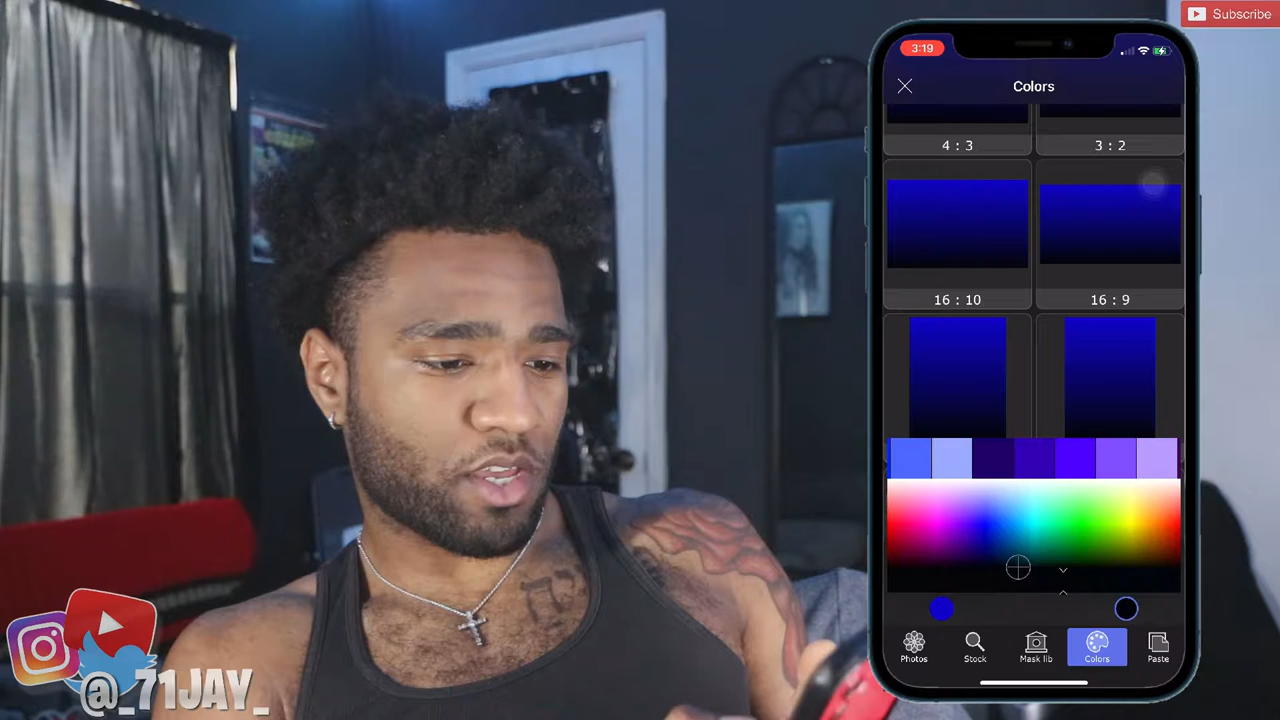 Subscribe
3:19
Colors
4 : 3
3 : 2
16 : 10
16 : 9
Photos
Stock
Mask lib
Colors
Paste
@_71JAY_